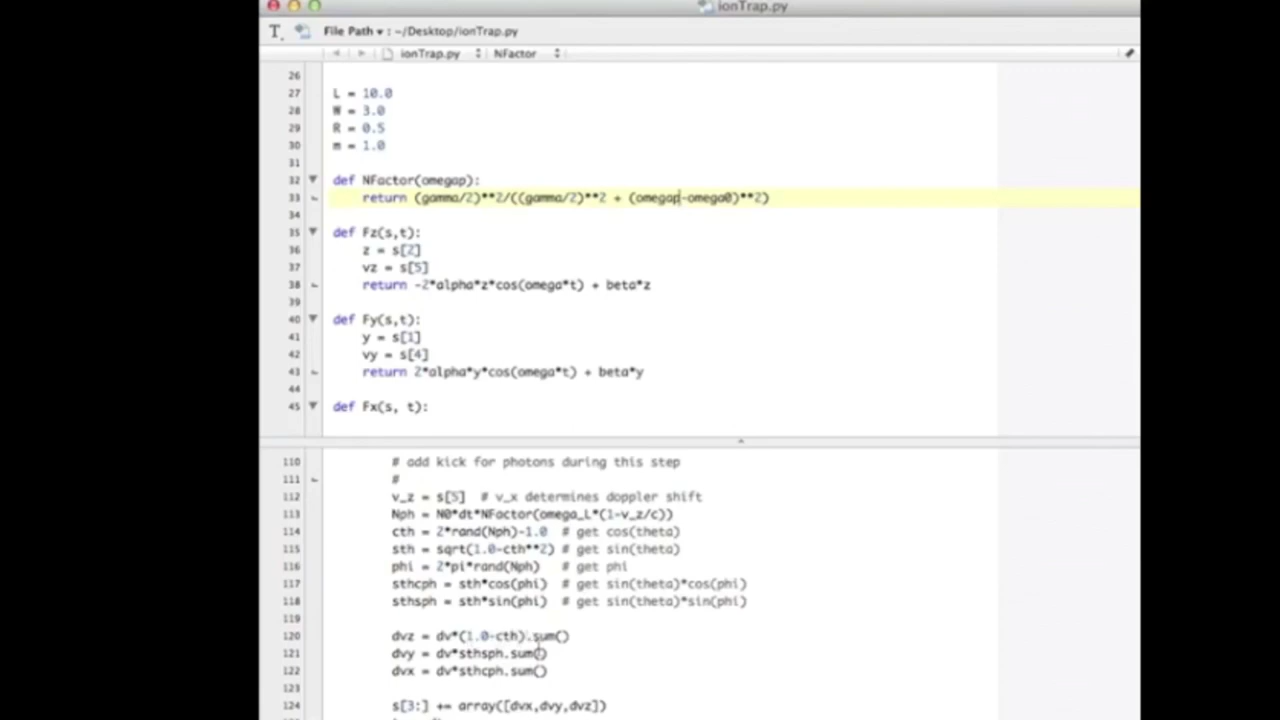 ionTrap.py
File Path ▾ : ~/Desktop/ionTrap.py
ionTrap.py NFactor
26
27 L = 10.0
28 W = 3.0
29 R = 0.5
30 m = 1.0
31
32 def NFactor(omegap):
33 return (gamma/2)**2/((gamma/2)**2 + (omegap-omega0)**2)
34
35 def Fz(s,t):
36 z = s[2]
37 vz = s[5]
38 return -2*alpha*z*cos(omega*t) + beta*z
39
40 def Fy(s,t):
41 y = s[1]
42 vy = s[4]
43 return 2*alpha*y*cos(omega*t) + beta*y
44
45 def Fx(s, t):
110 # add kick for photons during this step
111 #
112 v_z = s[5] # v_x determines doppler shift
113 Nph = N0*dt*NFactor(omega_L*(1-v_z/c))
114 cth = 2*rand(Nph)-1.0 # get cos(theta)
115 sth = sqrt(1.0-cth**2) # get sin(theta)
116 phi = 2*pi*rand(Nph) # get phi
117 sthcph = sth*cos(phi) # get sin(theta)*cos(phi)
118 sthsph = sth*sin(phi) # get sin(theta)*sin(phi)
119
120 dvz = dv*(1.0-cth).sum()
121 dvy = dv*sthsph.sum()
122 dvx = dv*sthcph.sum()
123
124 s[3:] += array([dvx,dvy,dvz])